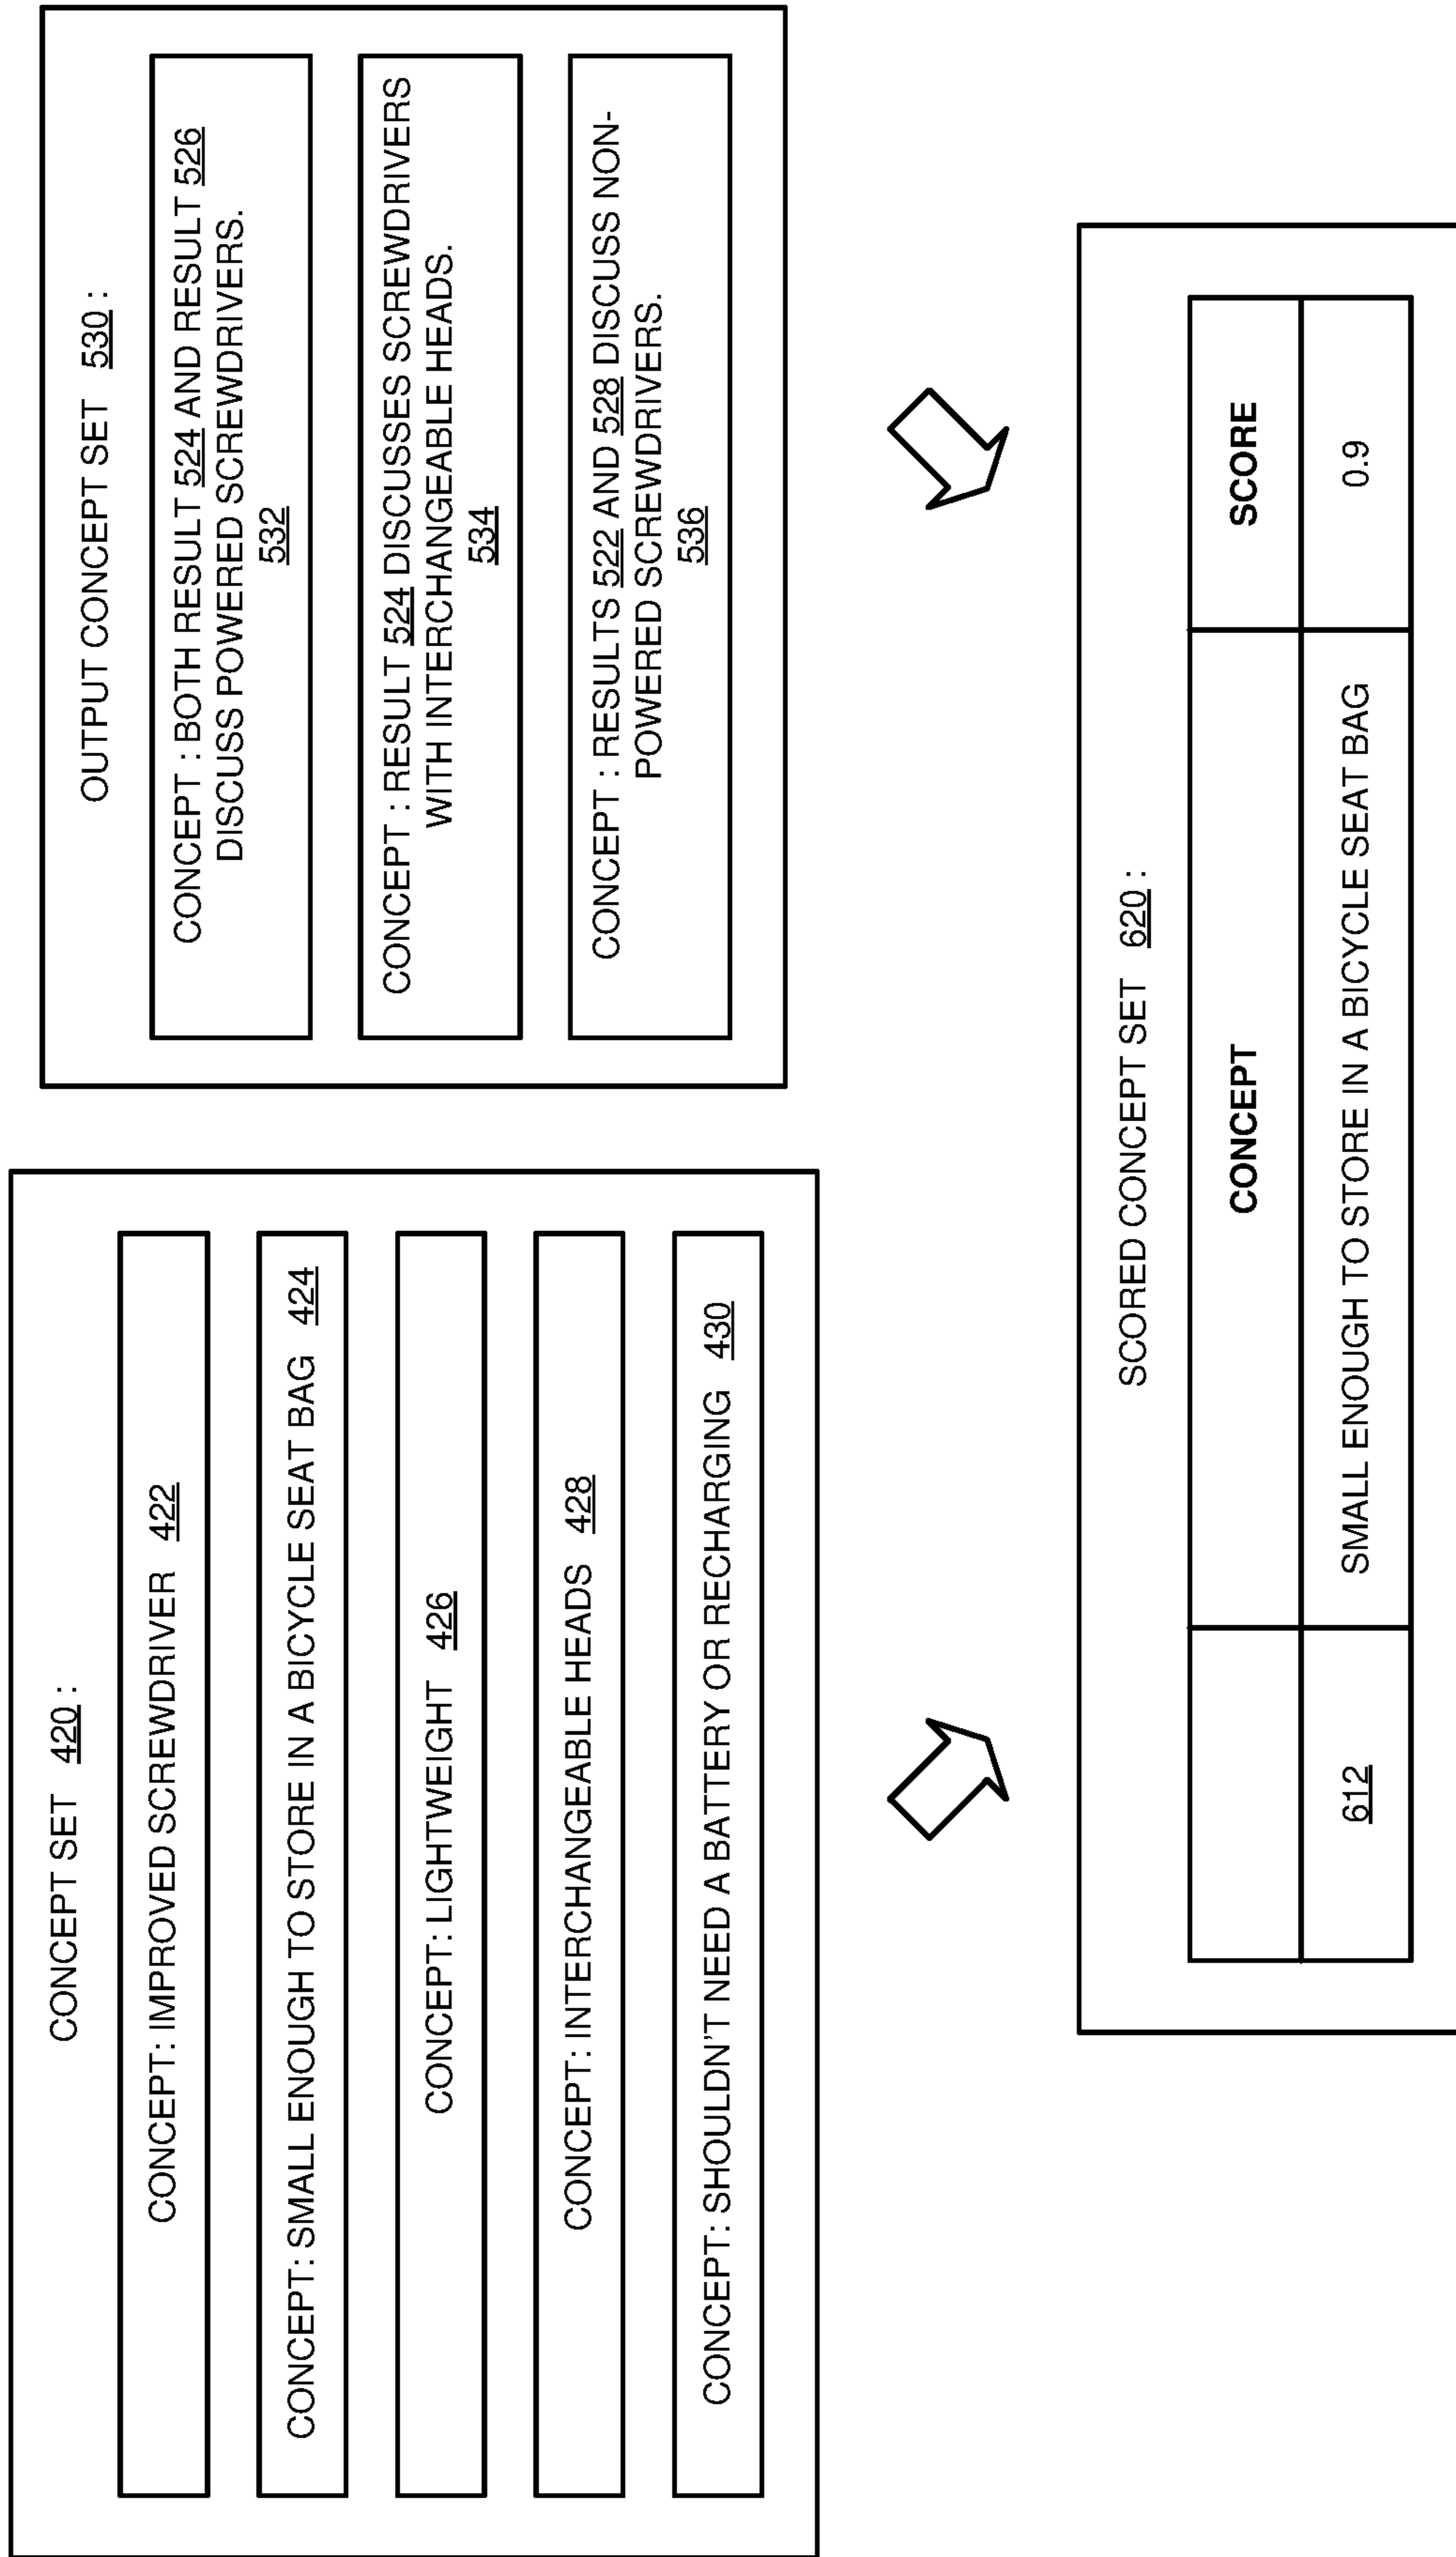 CONCEPT SET 420 :
CONCEPT: IMPROVED SCREWDRIVER 422
CONCEPT: SMALL ENOUGH TO STORE IN A BICYCLE SEAT BAG 424
CONCEPT: LIGHTWEIGHT 426
CONCEPT: INTERCHANGEABLE HEADS 428
CONCEPT: SHOULDN'T NEED A BATTERY OR RECHARGING 430
OUTPUT CONCEPT SET 530 :
CONCEPT : BOTH RESULT 524 AND RESULT 526
DISCUSS POWERED SCREWDRIVERS.
532
CONCEPT : RESULT 524 DISCUSSES SCREWDRIVERS
WITH INTERCHANGEABLE HEADS.
534
CONCEPT : RESULTS 522 AND 528 DISCUSS NON-
POWERED SCREWDRIVERS.
536
SCORED CONCEPT SET 620 :
CONCEPT SCORE
612 SMALL ENOUGH TO STORE IN A BICYCLE SEAT BAG 0.9